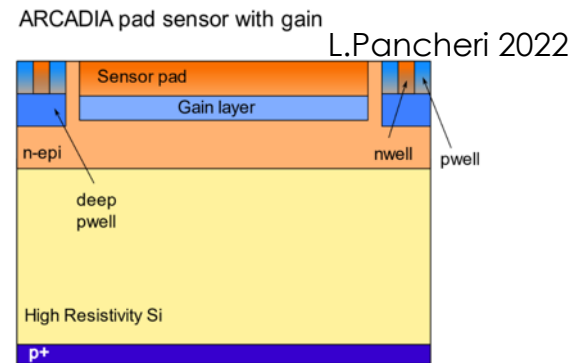 ARCADIA pad sensor with gain
L.Pancheri 2022
Sensor pad
Gain layer
n-epi
nwell
pwell
deep
pwell
High Resistivity Si
p+